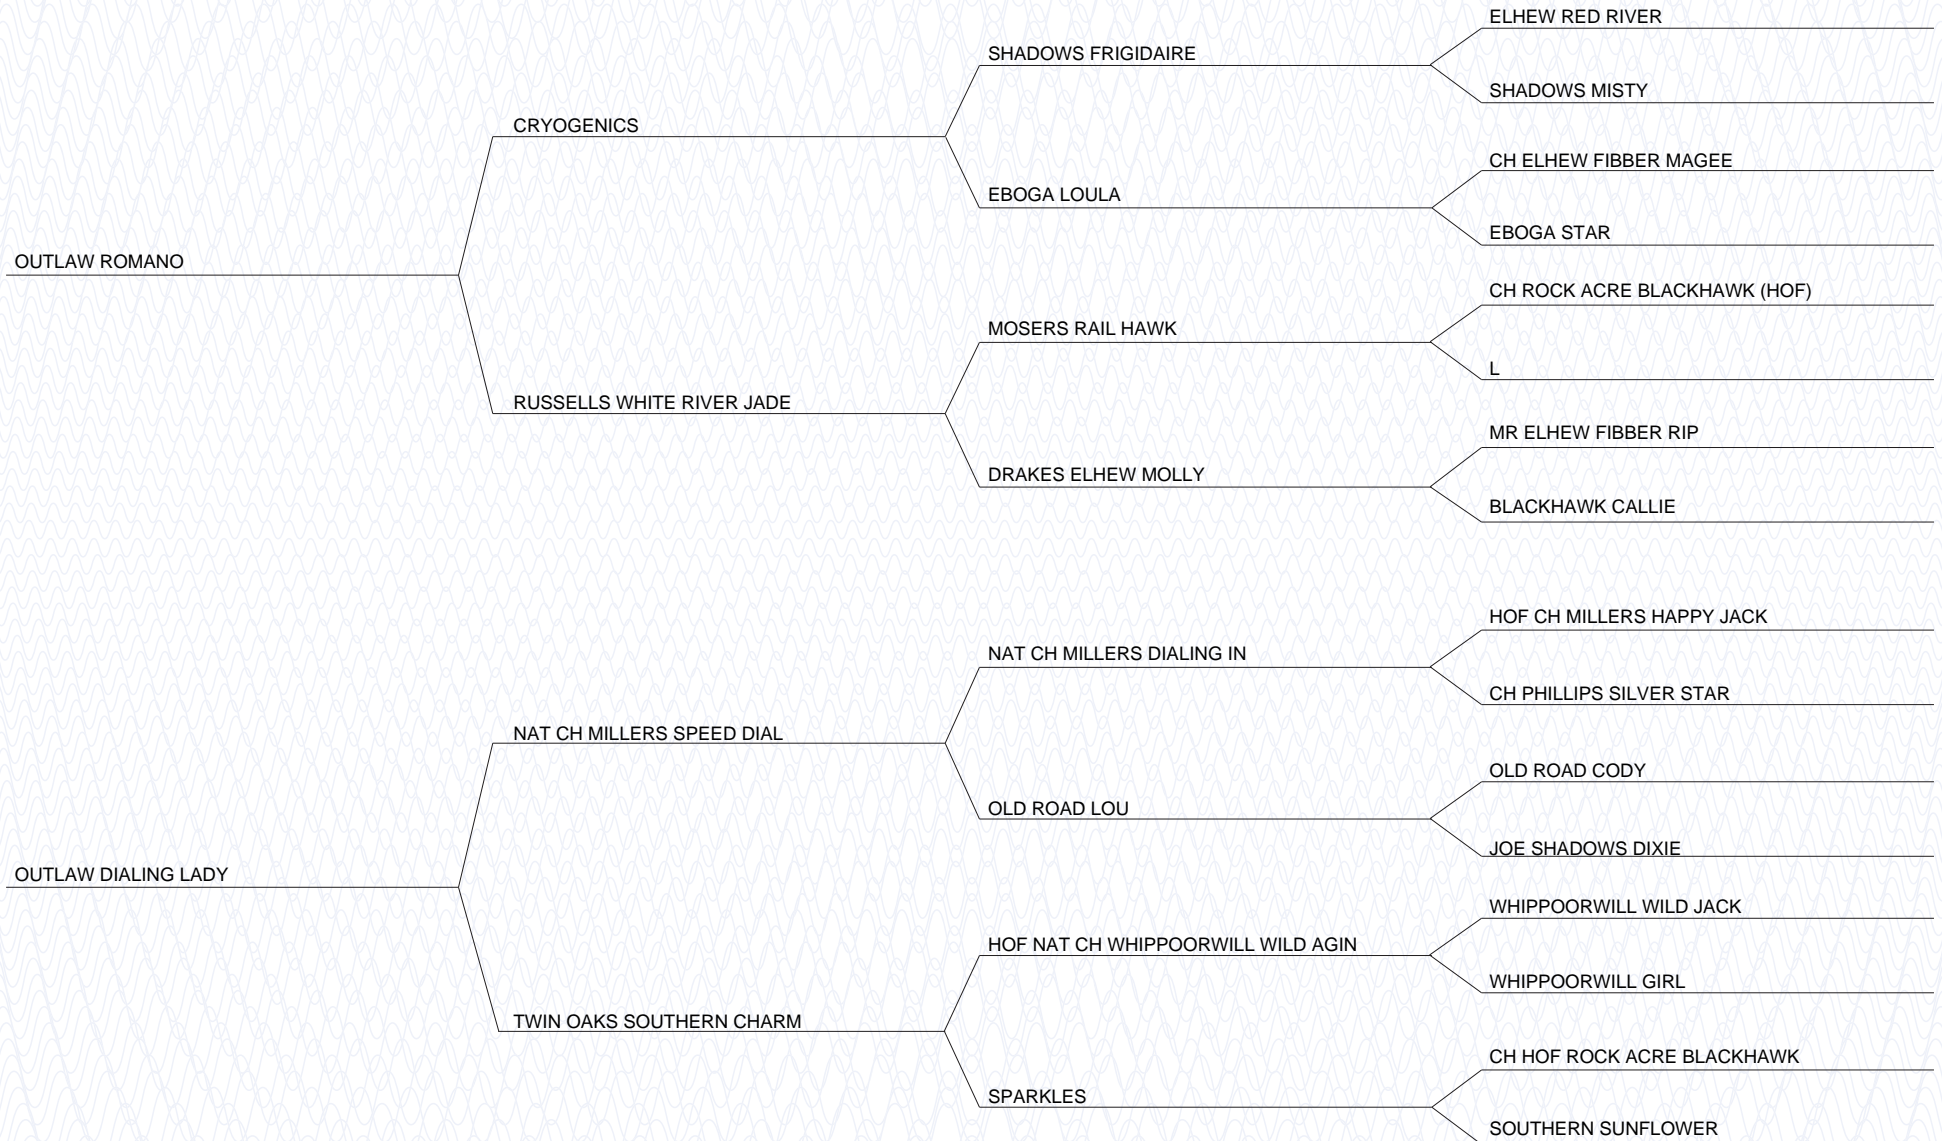 ELHEW RED RIVER
SHADOWS FRIGIDAIRE
SHADOWS MISTY
CRYOGENICS
CH ELHEW FIBBER MAGEE
EBOGA LOULA
EBOGA STAR
OUTLAW ROMANO
CH ROCK ACRE BLACKHAWK (HOF)
MOSERS RAIL HAWK
L
RUSSELLS WHITE RIVER JADE
MR ELHEW FIBBER RIP
DRAKES ELHEW MOLLY
BLACKHAWK CALLIE
HOF CH MILLERS HAPPY JACK
NAT CH MILLERS DIALING IN
CH PHILLIPS SILVER STAR
NAT CH MILLERS SPEED DIAL
OLD ROAD CODY
OLD ROAD LOU
JOE SHADOWS DIXIE
OUTLAW DIALING LADY
WHIPPOORWILL WILD JACK
HOF NAT CH WHIPPOORWILL WILD AGIN
WHIPPOORWILL GIRL
TWIN OAKS SOUTHERN CHARM
CH HOF ROCK ACRE BLACKHAWK
SPARKLES
SOUTHERN SUNFLOWER